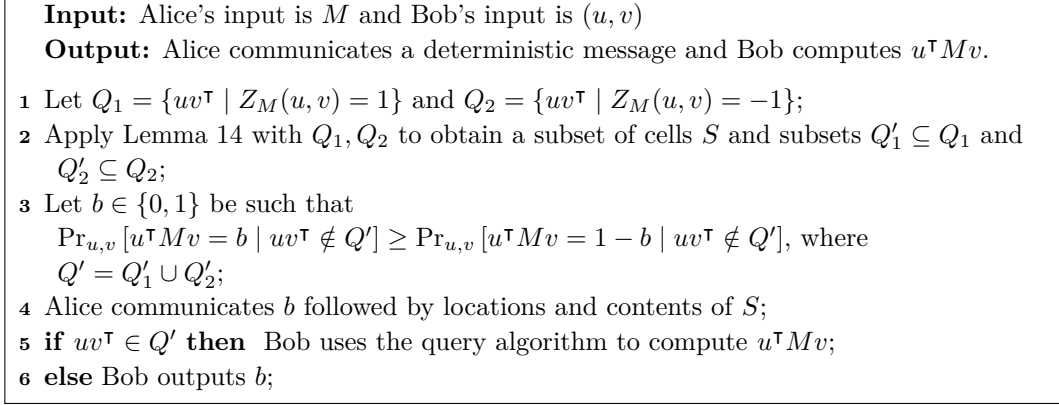 Input: Alice's input is M and Bob's input is (u, v)
Output: Alice communicates a deterministic message and Bob computes u⊺Mv.
1 Let Q₁ = {uv⊺ | Z_M(u, v) = 1} and Q₂ = {uv⊺ | Z_M(u, v) = −1};
2 Apply Lemma 14 with Q₁, Q₂ to obtain a subset of cells S and subsets Q′₁ ⊆ Q₁ and
Q′₂ ⊆ Q₂;
3 Let b ∈ {0, 1} be such that
Pr_{u,v} [u⊺Mv = b | uv⊺ ∉ Q′] ≥ Pr_{u,v} [u⊺Mv = 1 − b | uv⊺ ∉ Q′], where
Q′ = Q′₁ ∪ Q′₂;
4 Alice communicates b followed by locations and contents of S;
5 if uv⊺ ∈ Q′ then Bob uses the query algorithm to compute u⊺Mv;
6 else Bob outputs b;